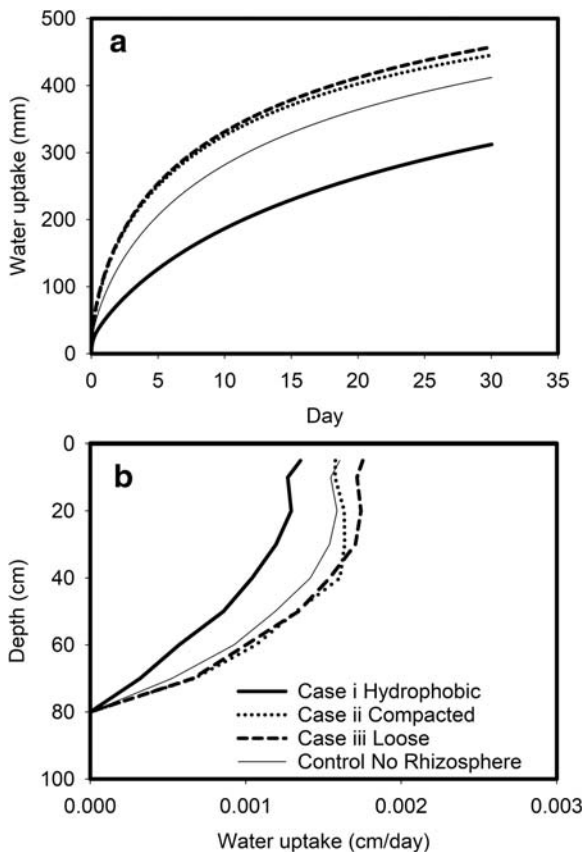 a
500
400
300
200
100
0
Water uptake (mm)
0 5 10 15 20 25 30 35
Day
b
0
20
40
60
80
100
Depth (cm)
Case i Hydrophobic
Case ii Compacted
Case iii Loose
Control No Rhizosphere
0.000 0.001 0.002 0.003
Water uptake (cm/day)